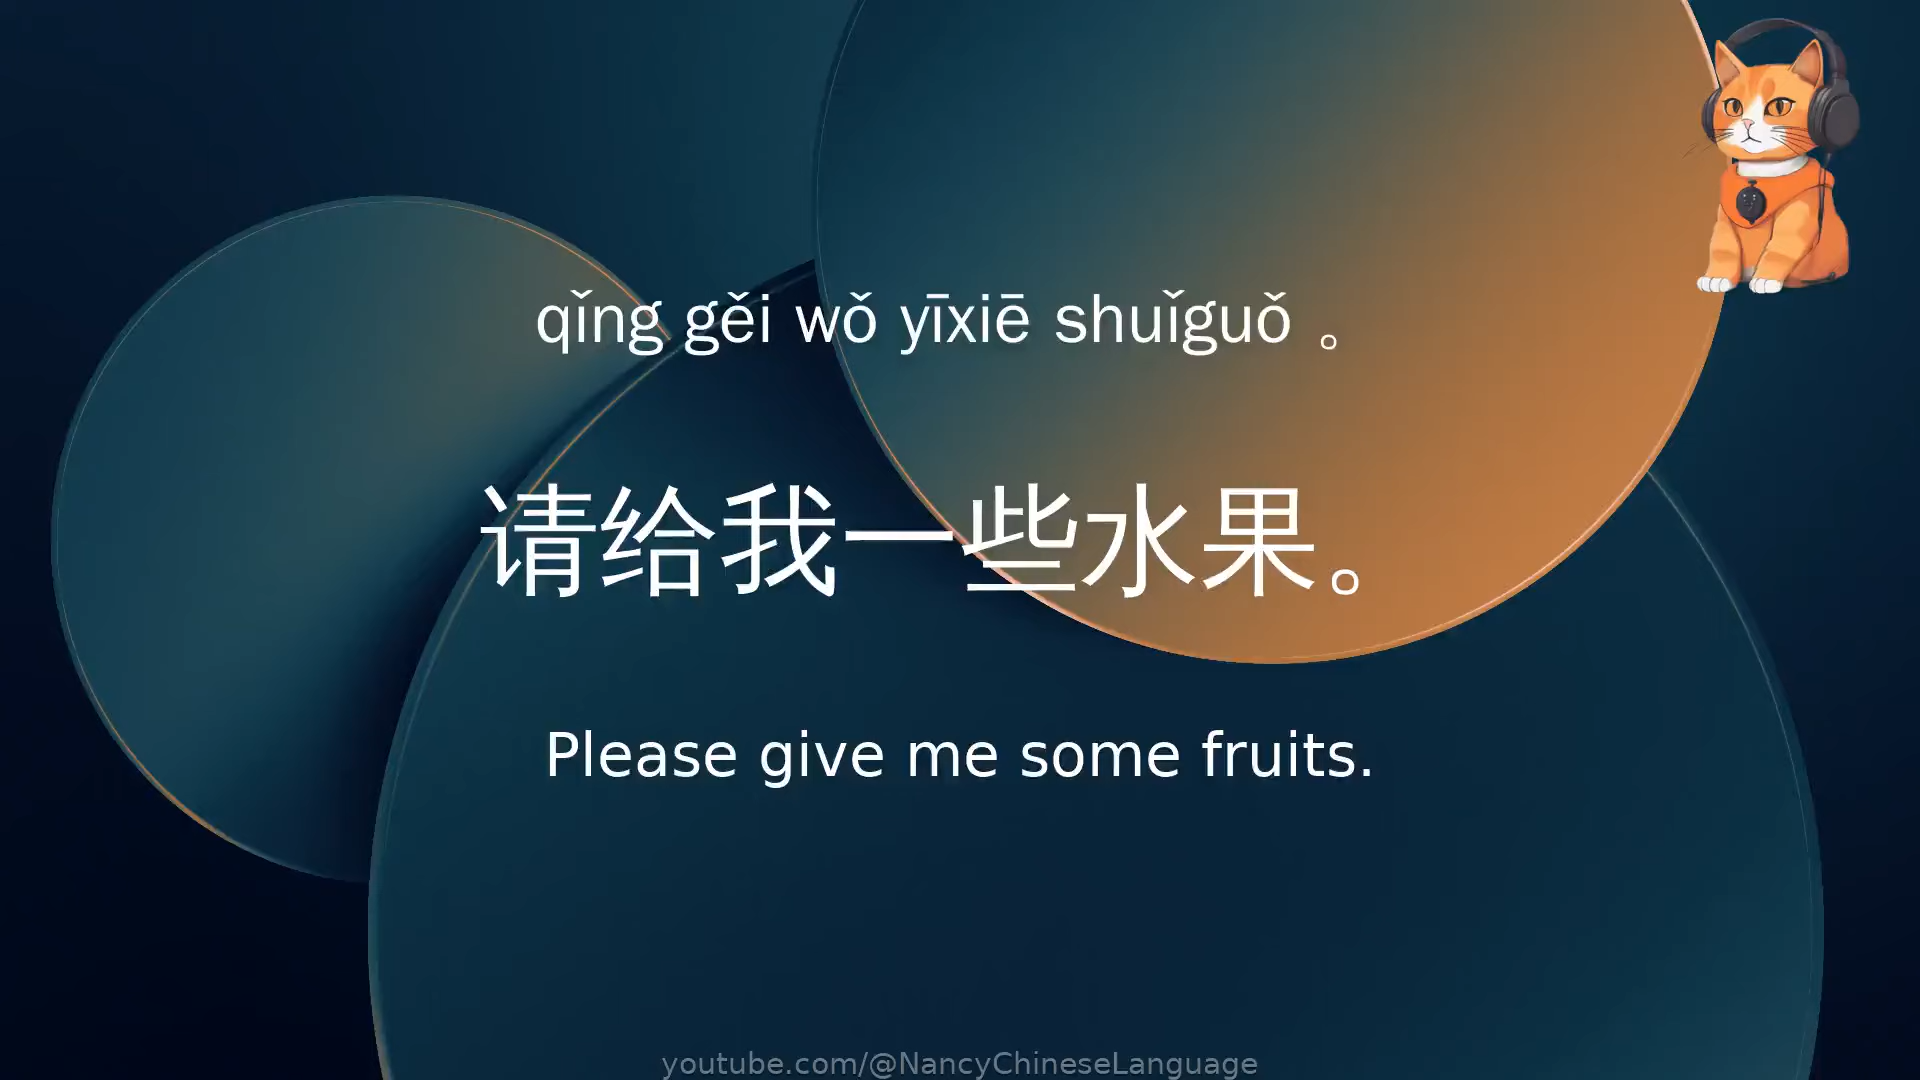 qǐng gěi wǒ yīxiē shuǐguǒ 。
请给我一些水果。
Please give me some fruits.
youtube.com/@NancyChineseLanguage